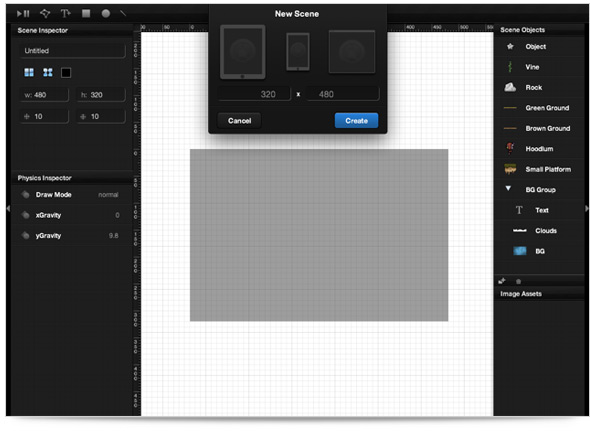 New Scene
Scene Inspector
Scene Objects
Untitled
Object
Vine
Rock
w: 480
h: 320
320 x 480
Green Ground
10
10
Cancel
Create
Brown Ground
Hoodlum
Small Platform
Physics Inspector
BG Group
Draw Mode normal
T Text
xGravity 0
Clouds
yGravity 9.8
BG
Image Assets